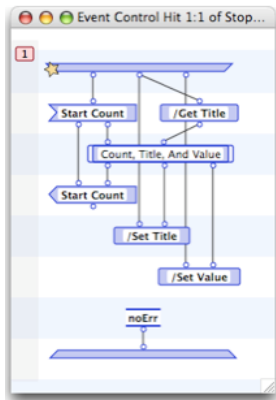 Event Control Hit 1:1 of Stop...
1
Start Count
/Get Title
Count, Title, And Value
Start Count
/Set Title
/Set Value
noErr